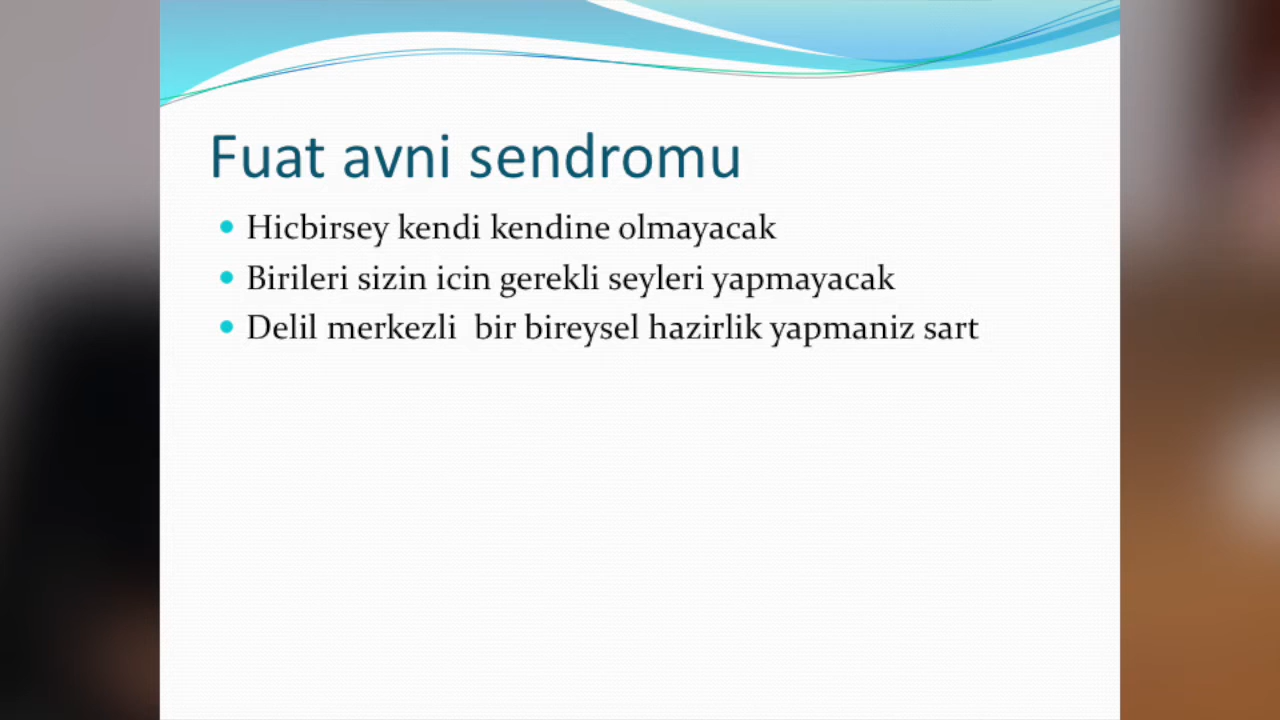 Fuat avni sendromu
Hicbirsey kendi kendine olmayacak
Birileri sizin icin gerekli seyleri yapmayacak
Delil merkezli  bir bireysel hazirlik yapmaniz sart